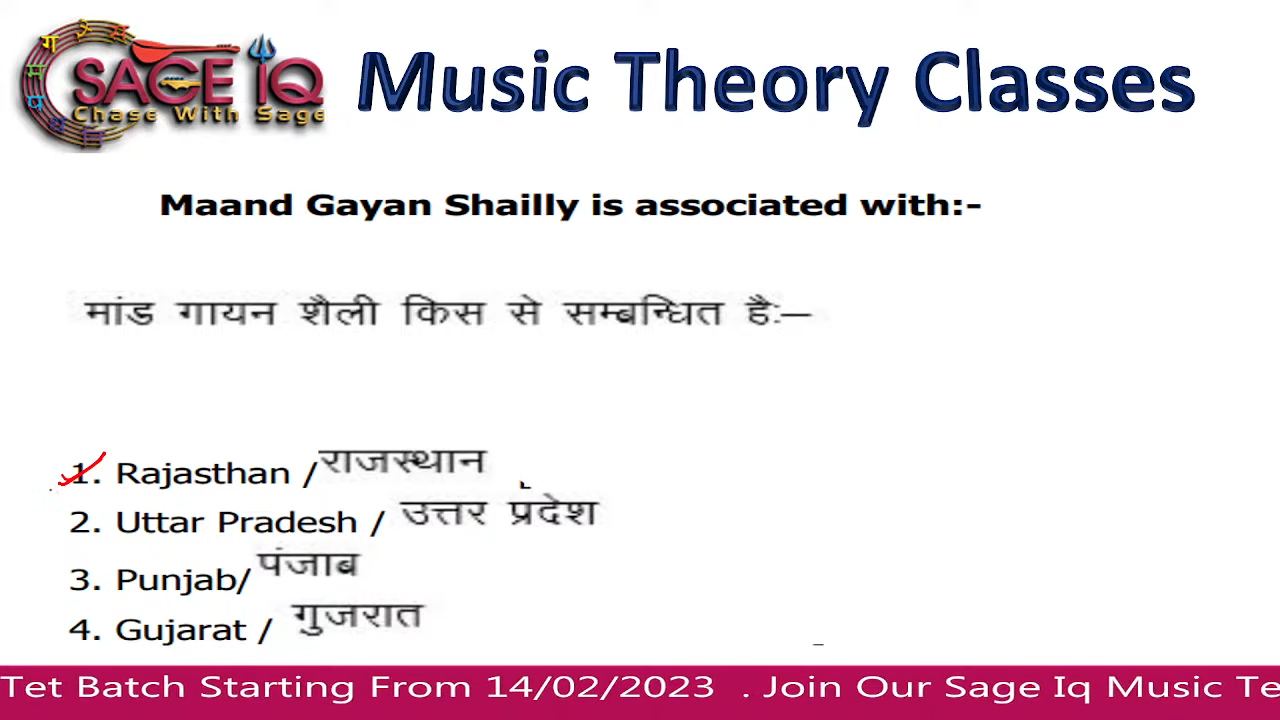 SAGE IQ
Chase With Sage
Music Theory Classes
Maand Gayan Shailly is associated with:-
मांड गायन शैली किस से सम्बन्धित है:—
1. Rajasthan / राजस्थान
2. Uttar Pradesh / उत्तर प्रदेश
3. Punjab/ पंजाब
4. Gujarat / गुजरात
Tet Batch Starting From 14/02/2023 . Join Our Sage Iq Music Te